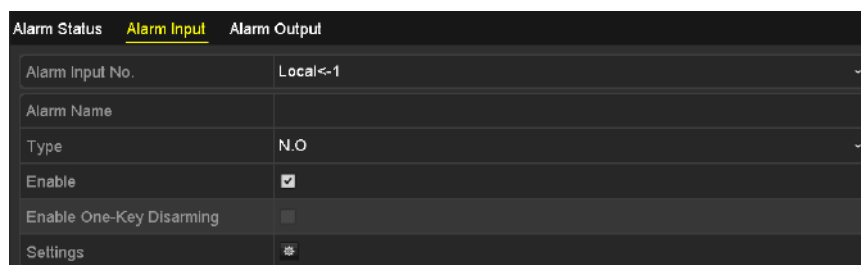 Alarm Status Alarm Input Alarm Output
Alarm Input No. Local<-1
Alarm Name
Type N.O
Enable
Enable One-Key Disarming
Settings